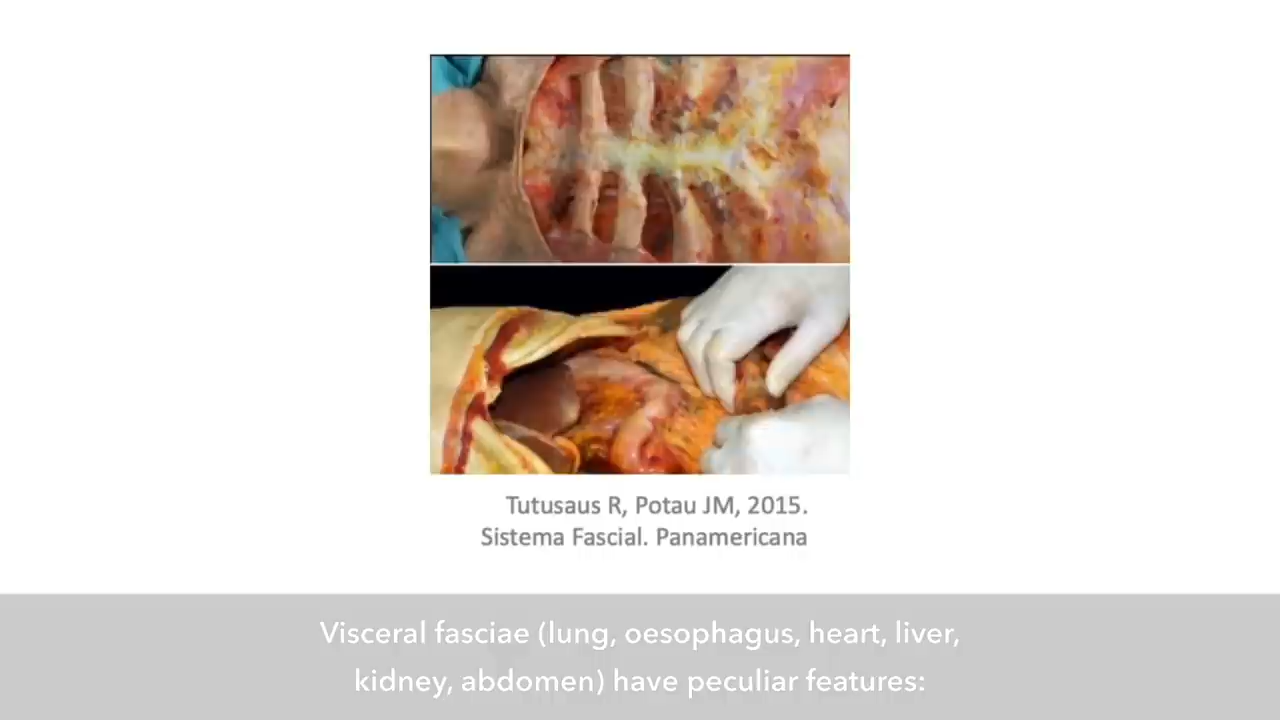 Tutusaus R, Potau JM, 2015.
Sistema Fascial. Panamericana
Visceral fasciae (lung, oesophagus, heart, liver,
kidney, abdomen) have peculiar features: